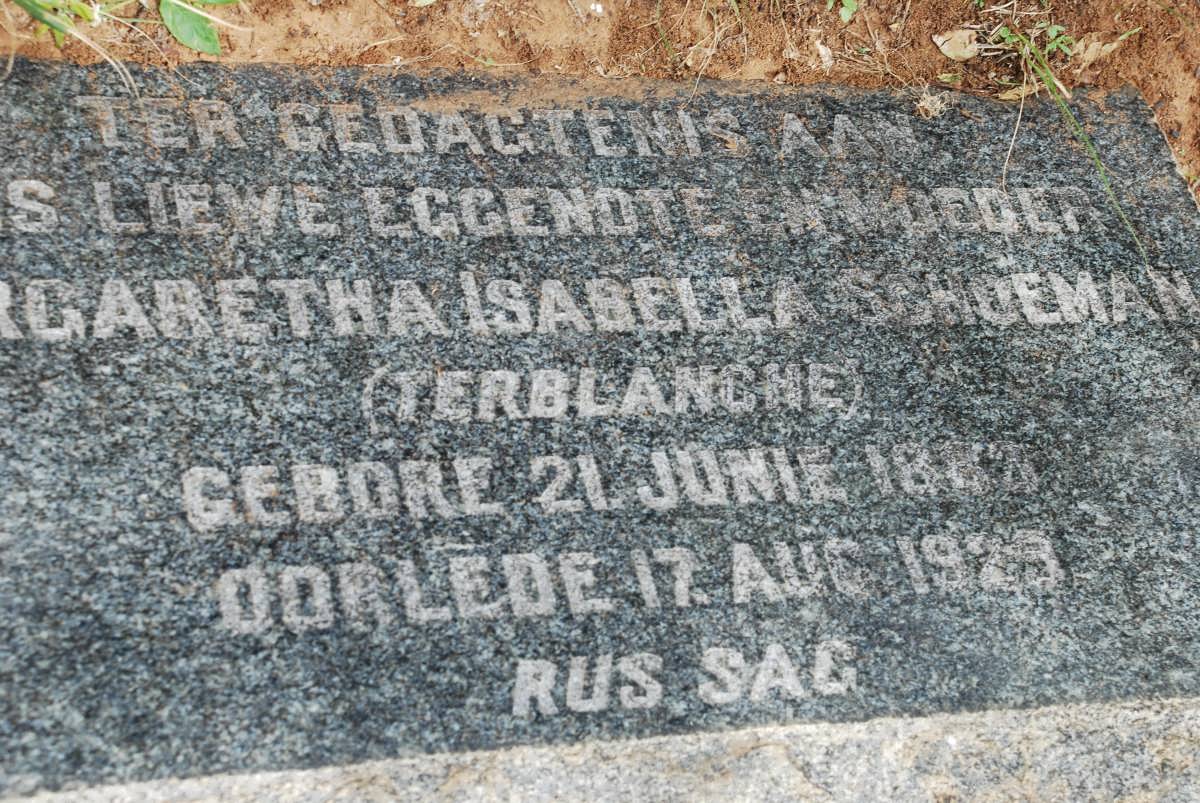 TER GEDAGTENIS AAN
S LIEWE EGGENOTE EN MOEDER
RGARETHA ISABELLA SCHOEMAN
(TERBLANCHE)
GEBORE 21 JUNIE
OORLEDE 17 AUG 1923
RUS SAG